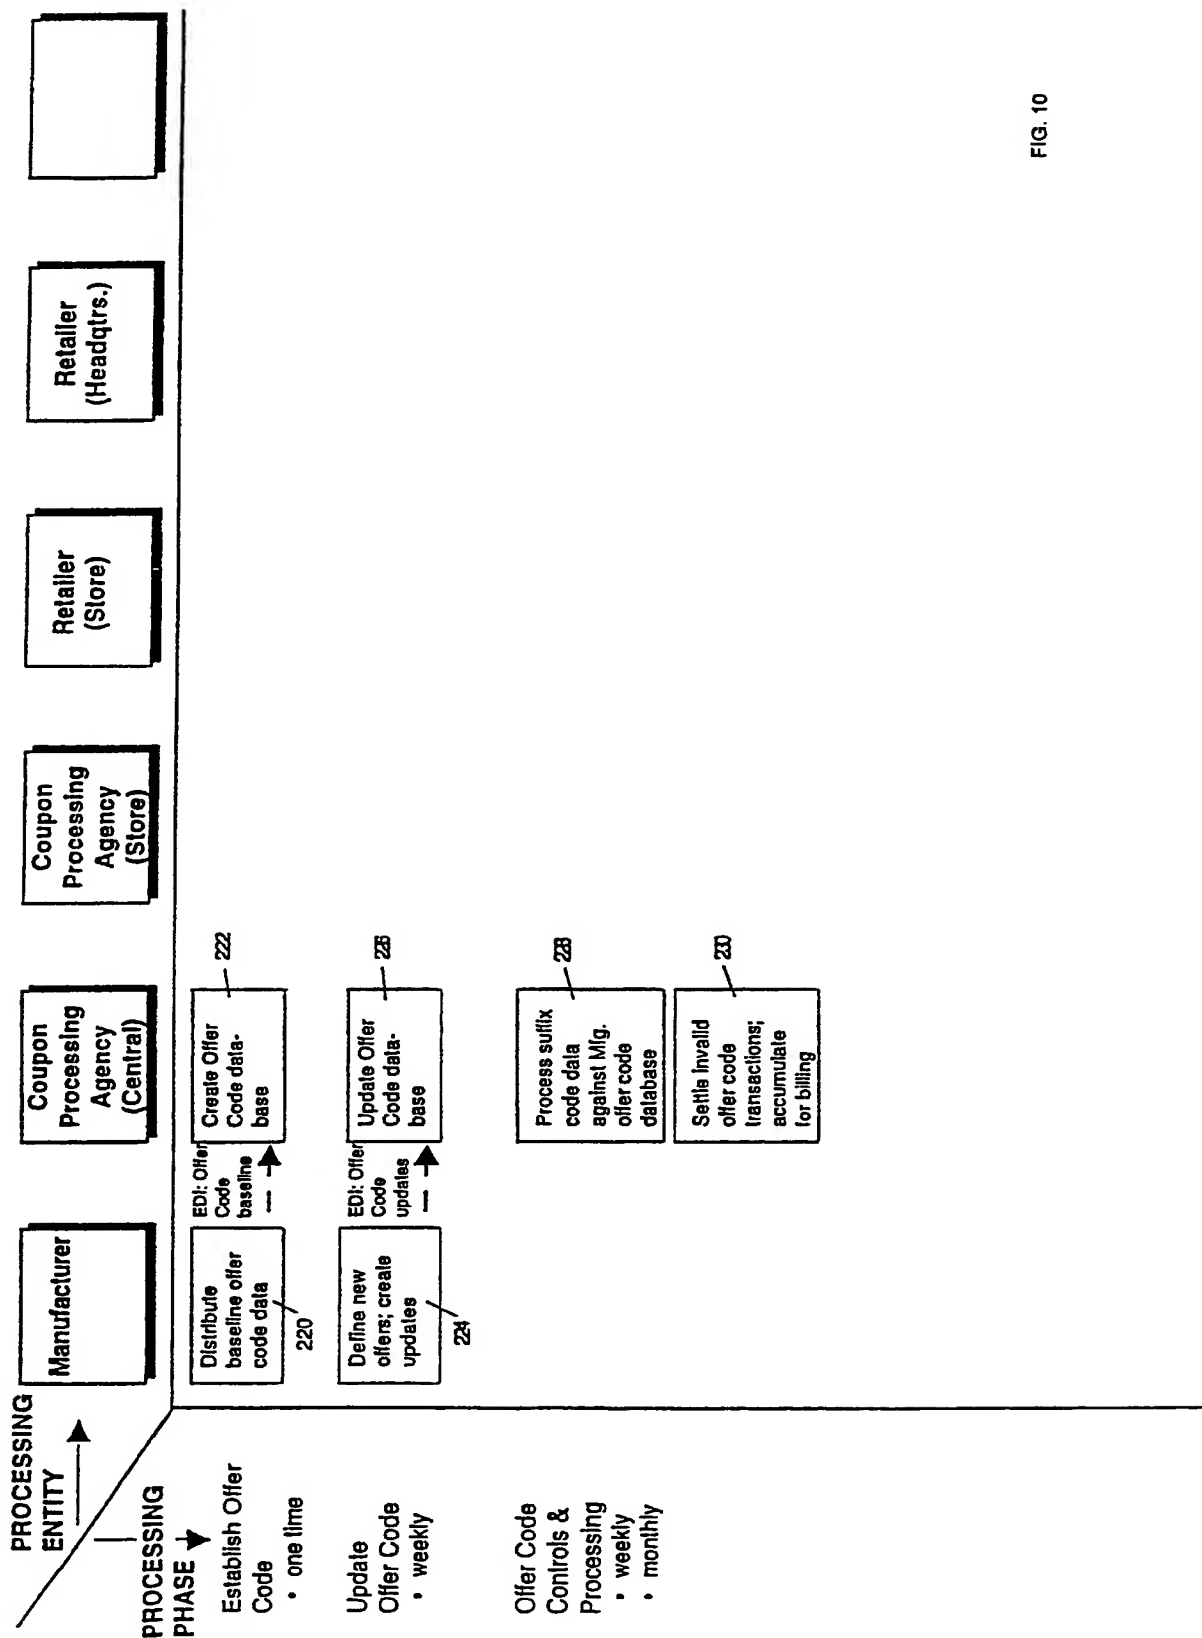 PROCESSING
ENTITY
PROCESSING
PHASE
Manufacturer
Coupon
Processing
Agency
(Central)
Coupon
Processing
Agency
(Store)
Retailer
(Store)
Retailer
(Headqtrs.)
Establish Offer
Code
• one time
Distribute
baseline offer
code data
220
EDI: Offer
Code
baseline
Create Offer
Code data-
base
222
Update
Offer Code
• weekly
Define new
offers; create
updates
224
EDI: Offer
Code
updates
Update Offer
Code data-
base
226
Offer Code
Controls &
Processing
• weekly
• monthly
Process suffix
code data
against Mfg.
offer code
database
228
Settle invalid
offer code
transactions;
accumulate
for billing
230
FIG. 10